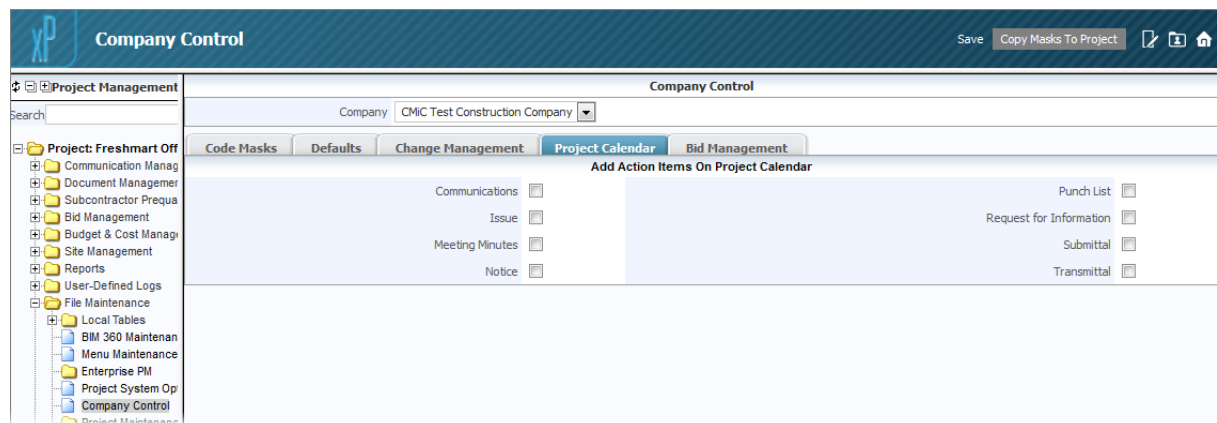 XP
Company Control
Save Copy Masks To Project
Project Management
Company Control
Search
Company CMiC Test Construction Company
Project: Freshmart Off
Code Masks Defaults Change Management Project Calendar Bid Management
Add Action Items On Project Calendar
Communication Manag
Document Managemer
Subcontractor Prequa
Bid Management
Budget & Cost Manag
Site Management
Reports
User-Defined Logs
File Maintenance
Local Tables
BIM 360 Maintenan
Menu Maintenance
Enterprise PM
Project System Op
Company Control
Project Maintenanc
Communications Punch List
Issue Request for Information
Meeting Minutes Submittal
Notice Transmittal